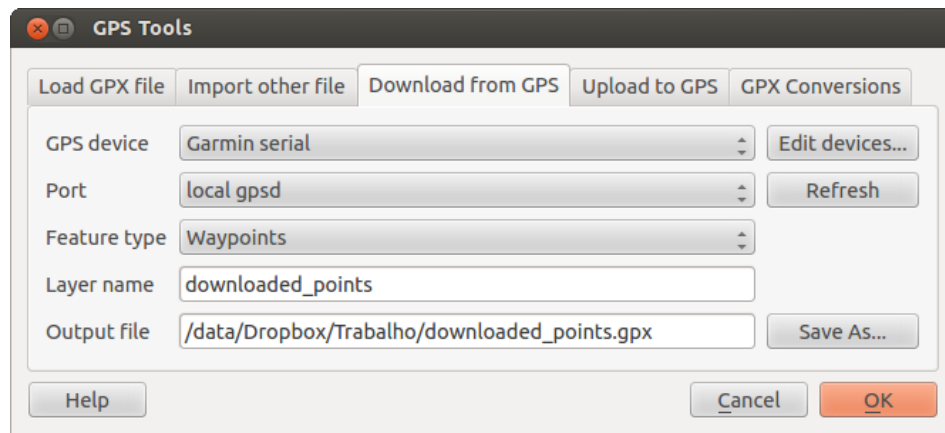 GPS Tools
Load GPX file Import other file Download from GPS Upload to GPS GPX Conversions
GPS device Garmin serial Edit devices...
Port local gpsd Refresh
Feature type Waypoints
Layer name downloaded_points
Output file /data/Dropbox/Trabalho/downloaded_points.gpx Save As...
Help Cancel OK